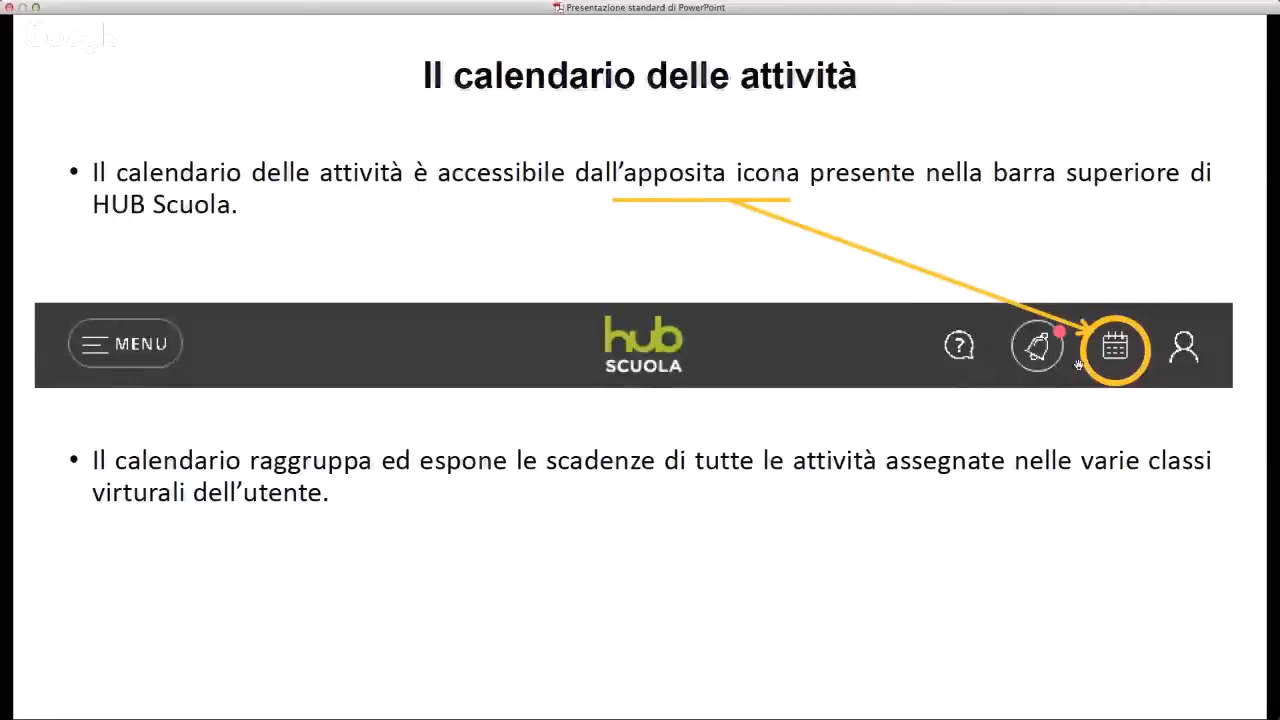 Presentazione standard di PowerPoint
Google
Il calendario delle attività
• Il calendario delle attività è accessibile dall’apposita icona presente nella barra superiore di
HUB Scuola.
MENU
hub
SCUOLA
?
• Il calendario raggruppa ed espone le scadenze di tutte le attività assegnate nelle varie classi
virturali dell’utente.